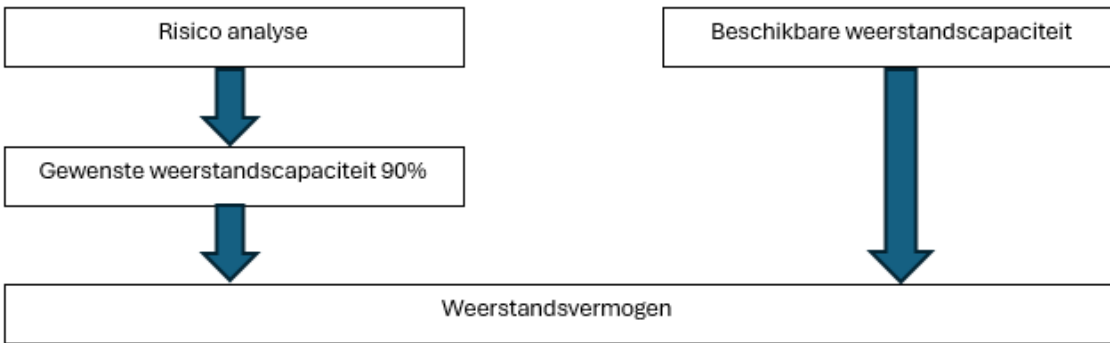 Risico analyse
Beschikbare weerstandscapaciteit
Gewenste weerstandscapaciteit 90%
Weerstandsvermogen